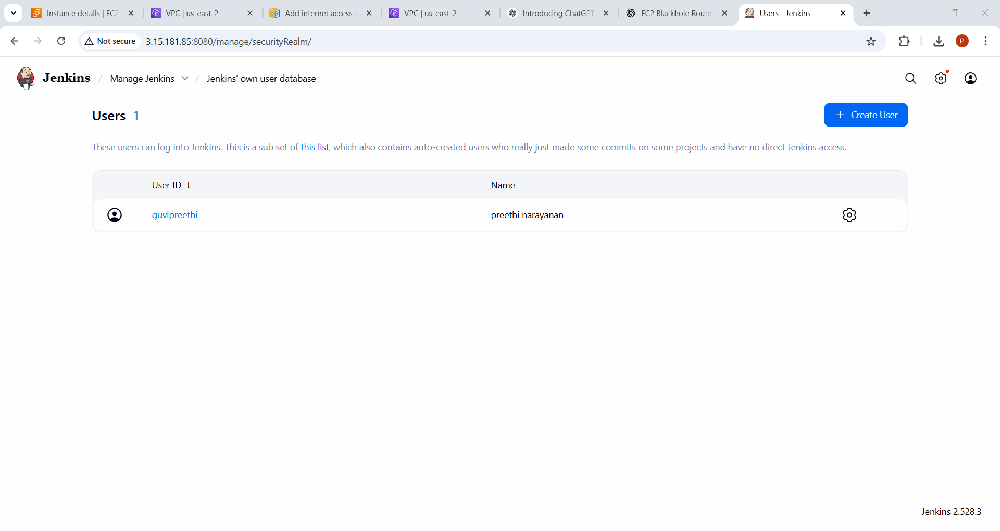 Instance details | EC2
VPC | us-east-2
Add internet access t
VPC | us-east-2
Introducing ChatGPT
EC2 Blackhole Route
Users - Jenkins
Not secure
3.15.181.85:8080/manage/securityRealm/
P
Jenkins / Manage Jenkins / Jenkins’ own user database
Users 1
+ Create User
These users can log into Jenkins. This is a sub set of this list, which also contains auto-created users who really just made some commits on some projects and have no direct Jenkins access.
User ID ↓ Name
guvipreethi preethi narayanan
Jenkins 2.528.3